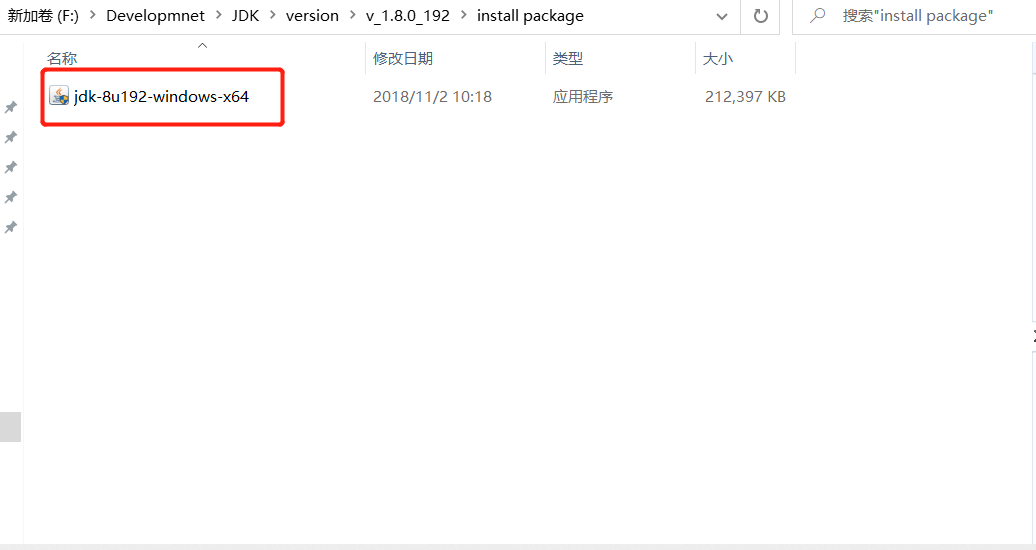 新加卷 (F:) > Developmnet > JDK > version > v_1.8.0_192 > install package
搜索"install package"
名称 修改日期 类型 大小
jdk-8u192-windows-x64 2018/11/2 10:18 应用程序 212,397 KB